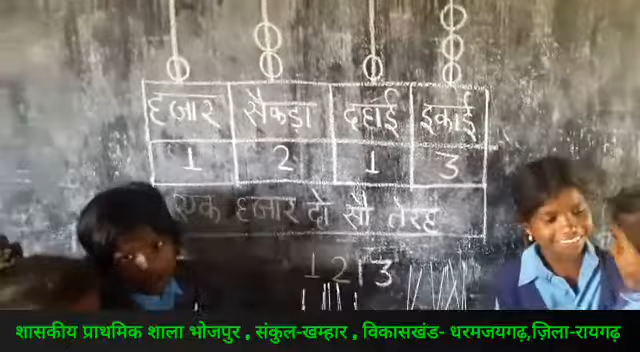 हजार सैकड़ा दहाई इकाई
1 2 1 3
एक हजार दो सौ तेरह
1213
शासकीय प्राथमिक शाला भोजपुर , संकुल-खम्हार , विकासखंड- धरमजयगढ़,ज़िला-रायगढ़